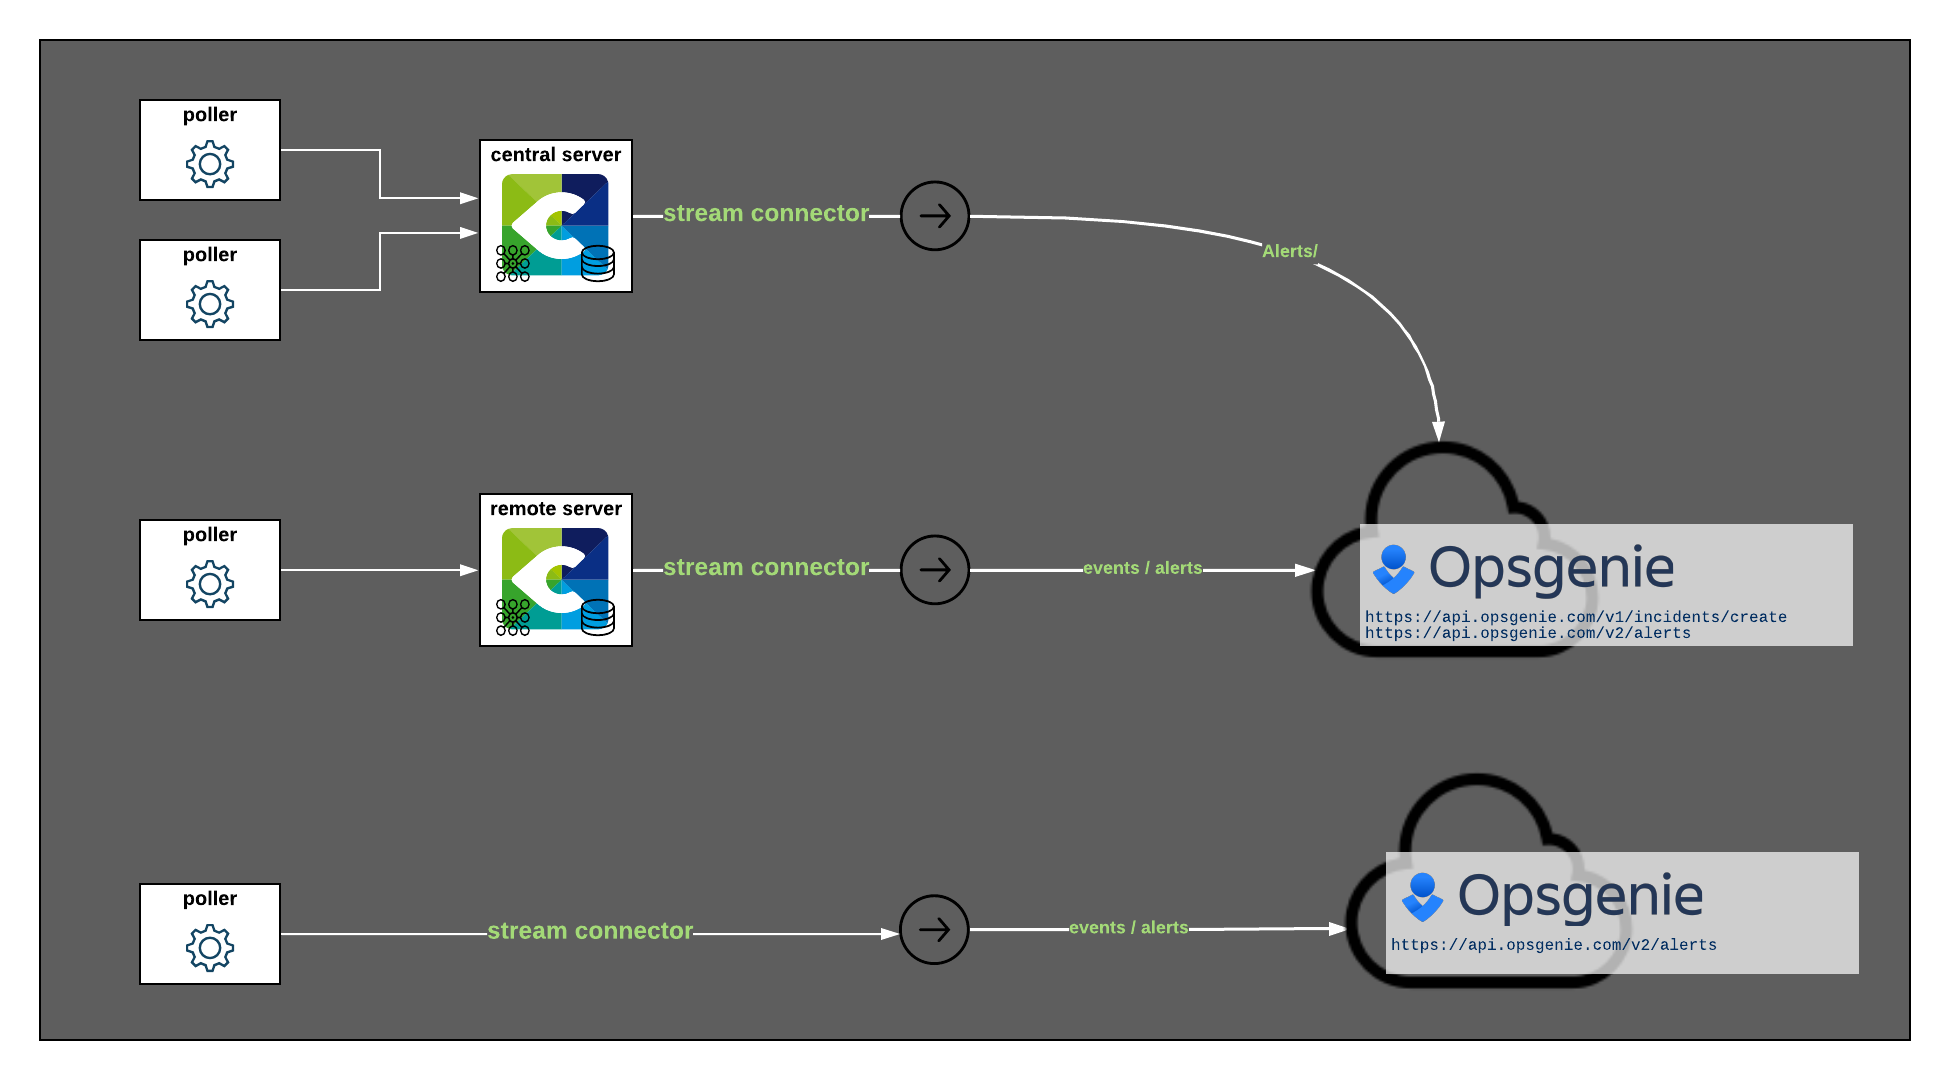 poller
central server
stream connector
Alerts/
poller
remote server
poller
stream connector
events / alerts
Opsgenie
https://api.opsgenie.com/v1/incidents/create
https://api.opsgenie.com/v2/alerts
poller
stream connector
events / alerts
Opsgenie
https://api.opsgenie.com/v2/alerts